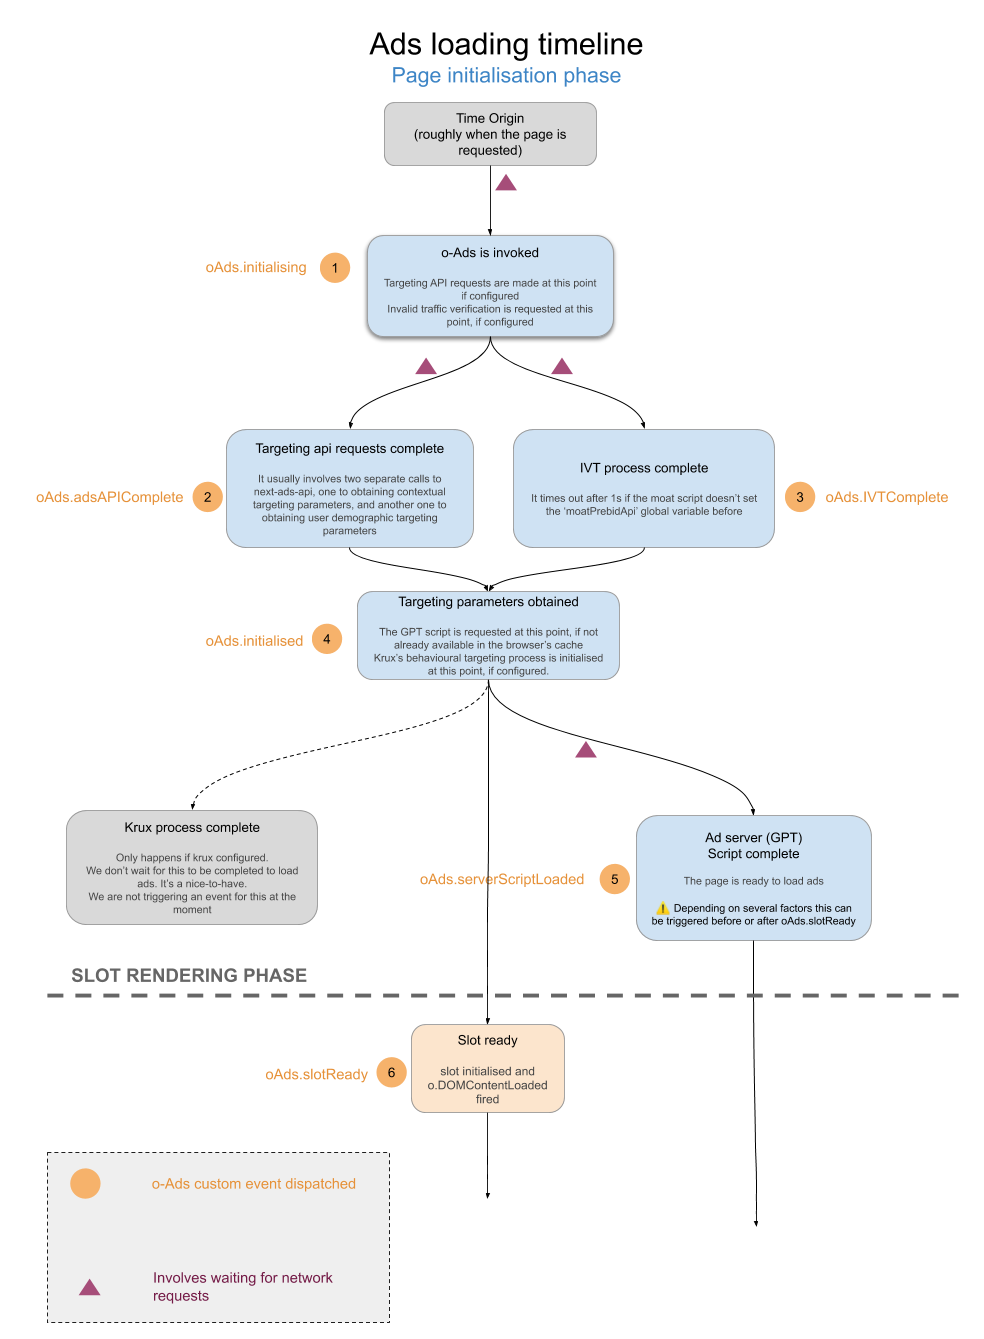 Ads loading timeline
Page initialisation phase
Time Origin
(roughly when the page is
requested)
oAds.initialising
1
o-Ads is invoked
Targeting API requests are made at this point
if configured
Invalid traffic verification is requested at this
point, if configured
oAds.adsAPIComplete
2
Targeting api requests complete
It usually involves two separate calls to
next-ads-api, one to obtaining contextual
targeting parameters, and another one to
obtaining user demographic targeting
parameters
IVT process complete
It times out after 1s if the moat script doesn't set
the 'moatPrebidApi' global variable before
3
oAds.IVTComplete
oAds.initialised
4
Targeting parameters obtained
The GPT script is requested at this point, if not
already available in the browser's cache
Krux's behavioural targeting process is initialised
at this point, if configured.
Krux process complete
Only happens if krux configured.
We don't wait for this to be completed to load
ads. It's a nice-to-have.
We are not triggering an event for this at the
moment
oAds.serverScriptLoaded
5
Ad server (GPT)
Script complete
The page is ready to load ads
⚠️ Depending on several factors this can
be triggered before or after oAds.slotReady
SLOT RENDERING PHASE
oAds.slotReady
6
Slot ready
slot initialised and
o.DOMContentLoaded
fired
o-Ads custom event dispatched
Involves waiting for network
requests